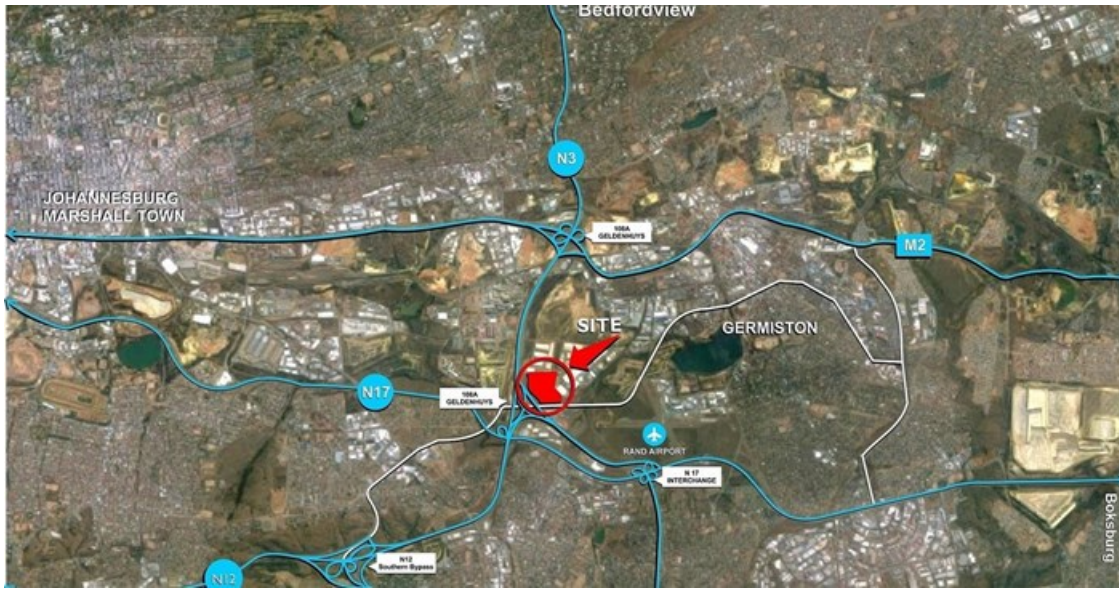 Bedfordview
N3
JOHANNESBURG
MARSHALL TOWN
108A
GELDENHUYS
M2
SITE
GERMISTON
N17
108A
GELDENHUYS
RAND AIRPORT
N 17
INTERCHANGE
Boksburg
N12
Southern Bypass
N12